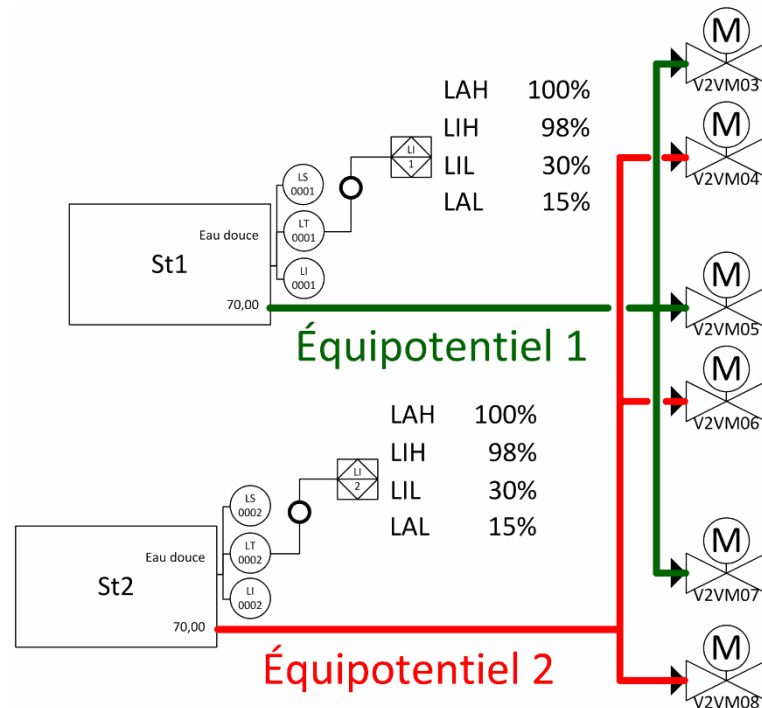 M
V2VM03
LAH 100%
LIH 98%
LIL 30%
LAL 15%
M
V2VM04
LI
1
LS
0001
LT
0001
LI
0001
Eau douce
St1
70,00
M
V2VM05
Équipotentiel 1
M
V2VM06
LAH 100%
LIH 98%
LIL 30%
LAL 15%
LI
2
LS
0002
LT
0002
LI
0002
Eau douce
St2
70,00
M
V2VM07
Équipotentiel 2
M
V2VM08